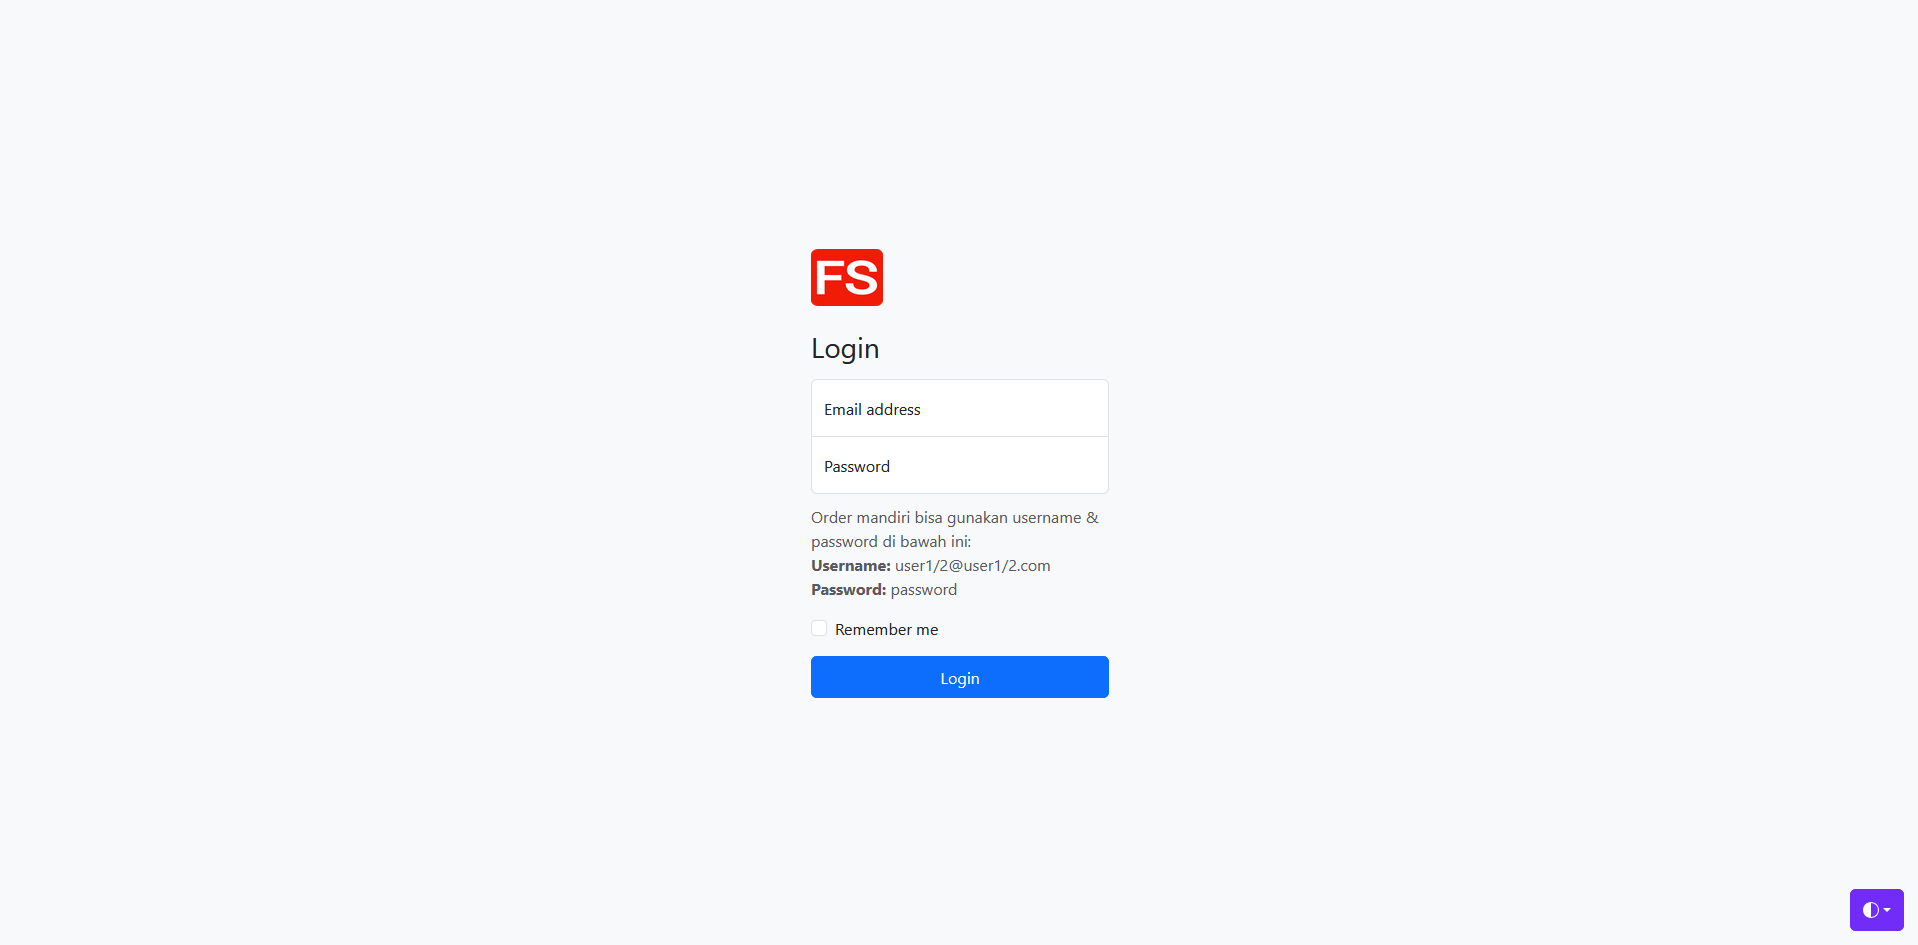 FS
Login
Email address
Password
Order mandiri bisa gunakan username &
password di bawah ini:
Username: user1/2@user1/2.com
Password: password
Remember me
Login